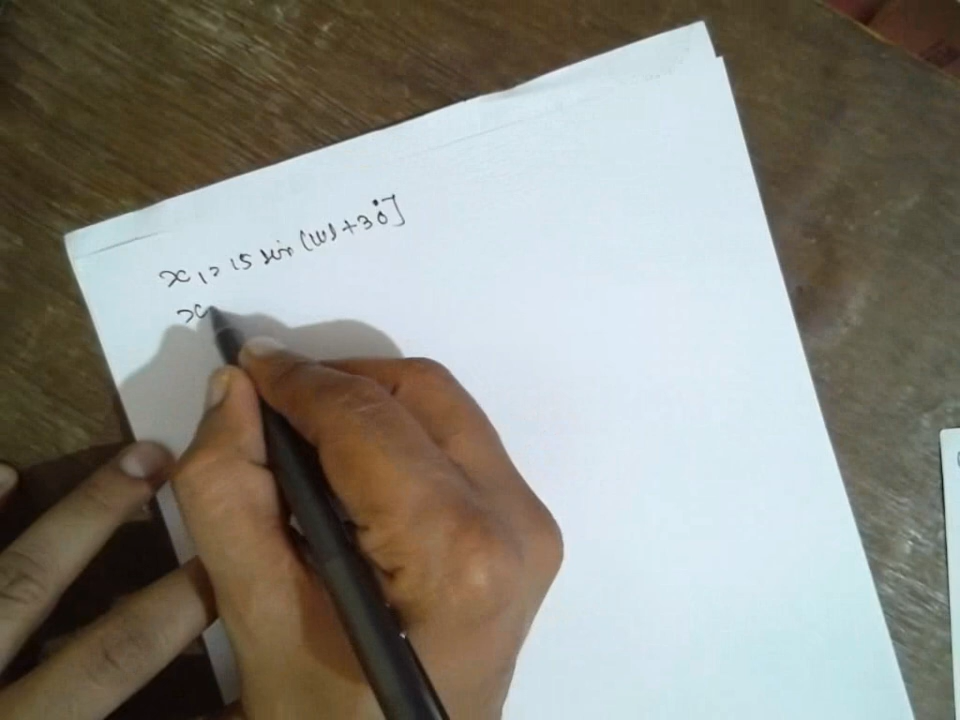 x₁ = 15 sin (ωt + 30°]
x